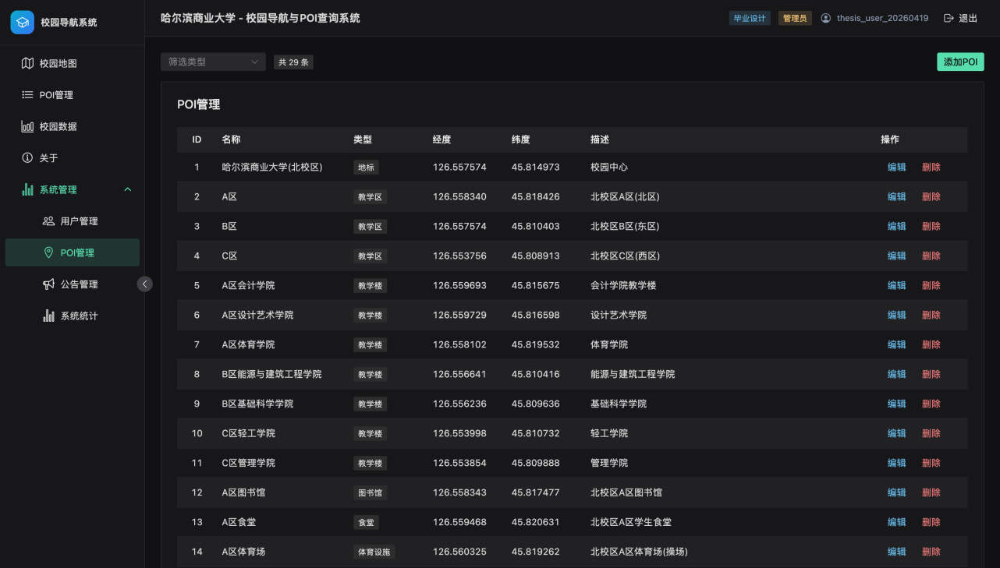 校园导航系统
哈尔滨商业大学 - 校园导航与POI查询系统
毕业设计 管理员 thesis_user_20260419 退出
校园地图
POI管理
校园数据
关于
系统管理
用户管理
POI管理
公告管理
系统统计
筛选类型 共 29 条 添加POI
POI管理
ID 名称 类型 经度 纬度 描述 操作
1 哈尔滨商业大学(北校区) 地标 126.557574 45.814973 校园中心 编辑 删除
2 A区 教学区 126.558340 45.818426 北校区A区(北区) 编辑 删除
3 B区 教学区 126.557574 45.810403 北校区B区(东区) 编辑 删除
4 C区 教学区 126.553756 45.808913 北校区C区(西区) 编辑 删除
5 A区会计学院 教学楼 126.559693 45.815675 会计学院教学楼 编辑 删除
6 A区设计艺术学院 教学楼 126.559729 45.816598 设计艺术学院 编辑 删除
7 A区体育学院 教学楼 126.558102 45.819532 体育学院 编辑 删除
8 B区能源与建筑工程学院 教学楼 126.556641 45.810416 能源与建筑工程学院 编辑 删除
9 B区基础科学学院 教学楼 126.556236 45.809636 基础科学学院 编辑 删除
10 C区轻工学院 教学楼 126.553998 45.810732 轻工学院 编辑 删除
11 C区管理学院 教学楼 126.553854 45.809888 管理学院 编辑 删除
12 A区图书馆 图书馆 126.558343 45.817477 北校区A区图书馆 编辑 删除
13 A区食堂 食堂 126.559468 45.820631 北校区A区学生食堂 编辑 删除
14 A区体育场 体育设施 126.560325 45.819262 北校区A区体育场(操场) 编辑 删除